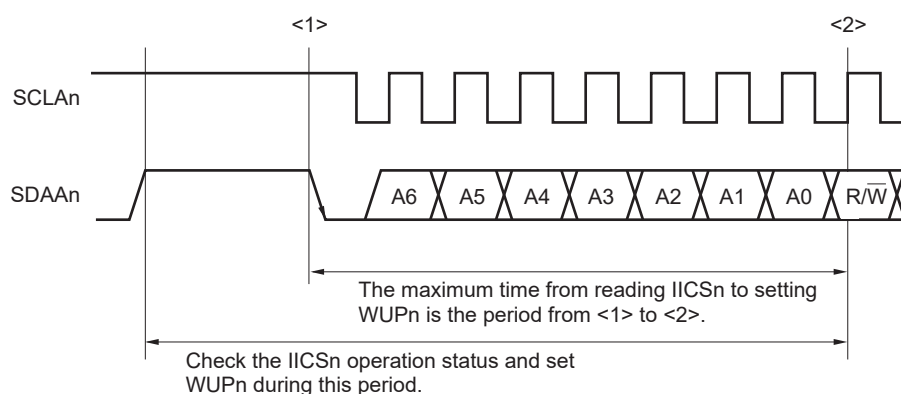 <1> <2>
SCLAn
SDAAn A6 A5 A4 A3 A2 A1 A0 R/W̅
The maximum time from reading IICSn to setting
WUPn is the period from <1> to <2>.
Check the IICSn operation status and set
WUPn during this period.